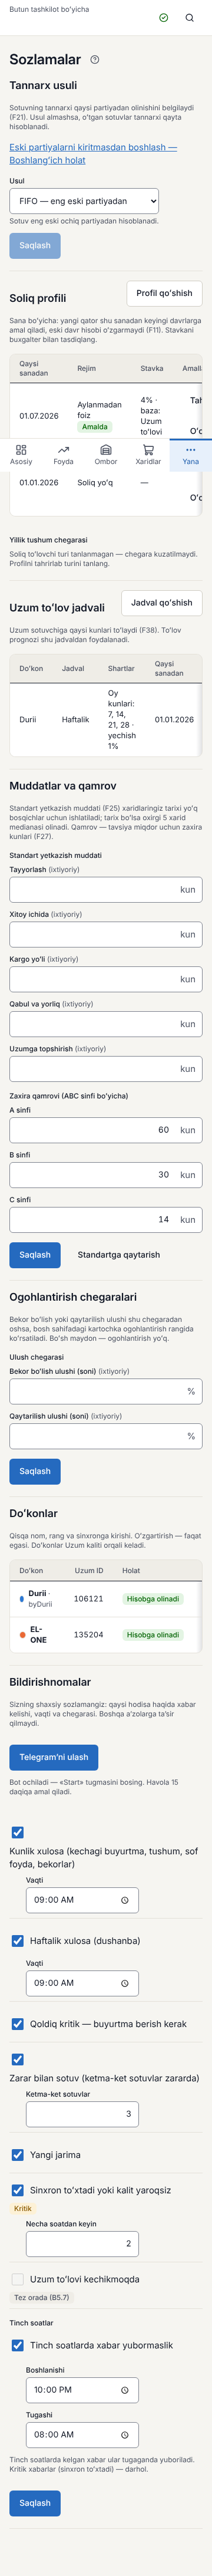 Butun tashkilot bo'yicha
Sozlamalar
Tannarx usuli
Sotuvning tannarxi qaysi partiyadan olinishini belgilaydi
(F21). Usul almashsa, o'tgan sotuvlar tannarxi qayta
hisoblanadi.
Eski partiyalarni kiritmasdan boshlash —
Boshlang'ich holat
Usul
FIFO — eng eski partiyadan
Sotuv eng eski ochiq partiyadan hisoblanadi.
Saqlash
Soliq profili
Profil qo'shish
Sana bo'yicha: yangi qator shu sanadan keyingi davrlarga
amal qiladi, eski davr hisobi o'zgarmaydi (F11). Stavkani
buxgalter bilan tasdiqlang.
Qaysi
sanadan
Rejim
Stavka
Amalla
01.07.2026
Aylanmadan
foiz
Amalda
4% ·
baza:
Uzum
to'lovi
Tah
O'c
Asosiy
Foyda
Ombor
Xaridlar
Yana
01.01.2026
Soliq yo'q
—
O'c
Yillik tushum chegarasi
Soliq to'lovchi turi tanlanmagan — chegara kuzatilmaydi.
Profilni tahrirlab turini tanlang.
Uzum to'lov jadvali
Jadval qo'shish
Uzum sotuvchiga qaysi kunlari to'laydi (F38). To'lov
prognozi shu jadvaldan foydalanadi.
Do'kon
Jadval
Shartlar
Qaysi
sanadan
Durii
Haftalik
Oy
kunlari:
7, 14,
21, 28 ·
yechish
1%
01.01.2026
Muddatlar va qamrov
Standart yetkazish muddati (F25) xaridlaringiz tarixi yo'q
bosqichlar uchun ishlatiladi; tarix bo'lsa oxirgi 5 xarid
medianasi olinadi. Qamrov — tavsiya miqdor uchun zaxira
kunlari (F27).
Standart yetkazish muddati
Tayyorlash (ixtiyoriy)
kun
Xitoy ichida (ixtiyoriy)
kun
Kargo yo'li (ixtiyoriy)
kun
Qabul va yorliq (ixtiyoriy)
kun
Uzumga topshirish (ixtiyoriy)
kun
Zaxira qamrovi (ABC sinfi bo'yicha)
A sinfi
60 kun
B sinfi
30 kun
C sinfi
14 kun
Saqlash
Standartga qaytarish
Ogohlantirish chegaralari
Bekor bo'lish yoki qaytarilish ulushi shu chegaradan
oshsa, bosh sahifadagi kartochka ogohlantirish rangida
ko'rsatiladi. Bo'sh maydon — ogohlantirish yo'q.
Ulush chegarasi
Bekor bo'lish ulushi (soni) (ixtiyoriy)
%
Qaytarilish ulushi (soni) (ixtiyoriy)
%
Saqlash
Do'konlar
Qisqa nom, rang va sinxronga kirishi. O'zgartirish — faqat
egasi. Do'konlar Uzum kaliti orqali keladi.
Do'kon
Uzum ID
Holat
Durii ·
byDurii
106121
Hisobga olinadi
EL-
ONE
135204
Hisobga olinadi
Bildirishnomalar
Sizning shaxsiy sozlamangiz: qaysi hodisa haqida xabar
kelishi, vaqti va chegarasi. Boshqa a'zolarga ta'sir
qilmaydi.
Telegram'ni ulash
Bot ochiladi — «Start» tugmasini bosing. Havola 15
daqiqa amal qiladi.
Kunlik xulosa (kechagi buyurtma, tushum, sof
foyda, bekorlar)
Vaqti
09:00 AM
Haftalik xulosa (dushanba)
Vaqti
09:00 AM
Qoldiq kritik — buyurtma berish kerak
Zarar bilan sotuv (ketma-ket sotuvlar zararda)
Ketma-ket sotuvlar
3
Yangi jarima
Sinxron to'xtadi yoki kalit yaroqsiz
Kritik
Necha soatdan keyin
2
Uzum to'lovi kechikmoqda
Tez orada (B5.7)
Tinch soatlar
Tinch soatlarda xabar yubormaslik
Boshlanishi
10:00 PM
Tugashi
08:00 AM
Tinch soatlarda kelgan xabar ular tugaganda yuboriladi.
Kritik xabarlar (sinxron to'xtadi) — darhol.
Saqlash